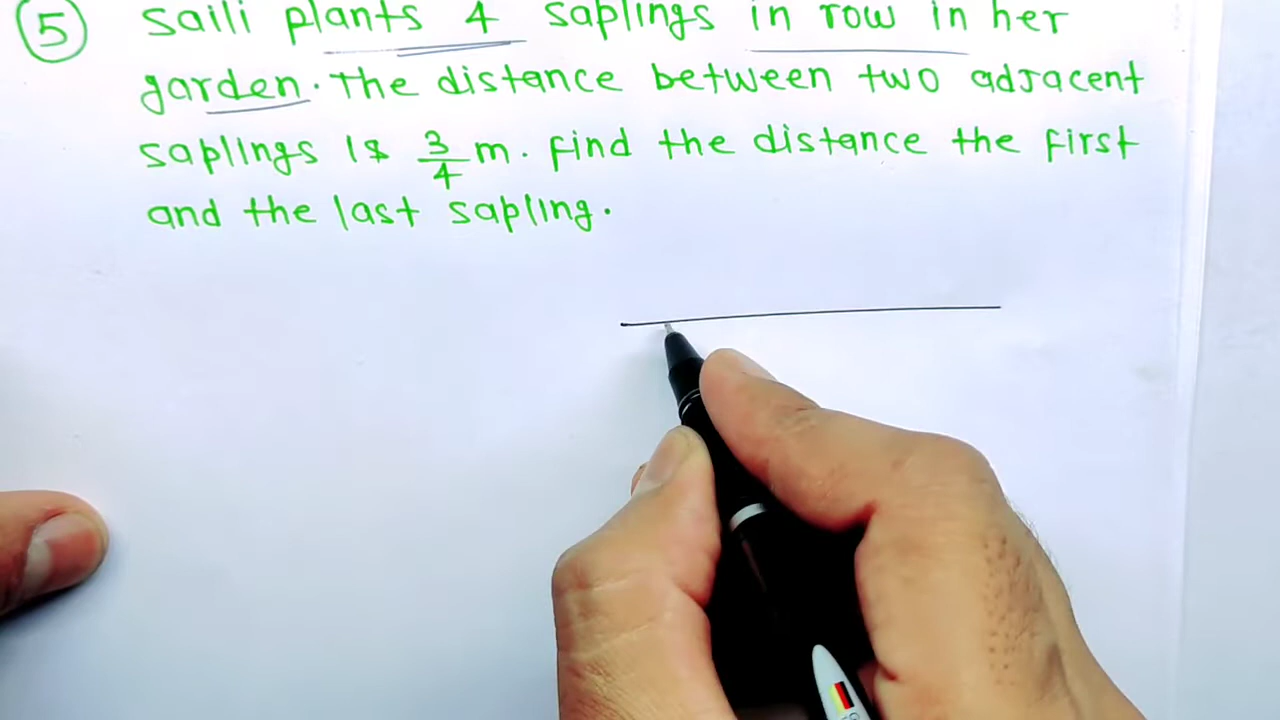 5 Saili plants 4 saplings in row in her
garden. The distance between two adjacent
saplings is 3/4 m. find the distance the first
and the last sapling.